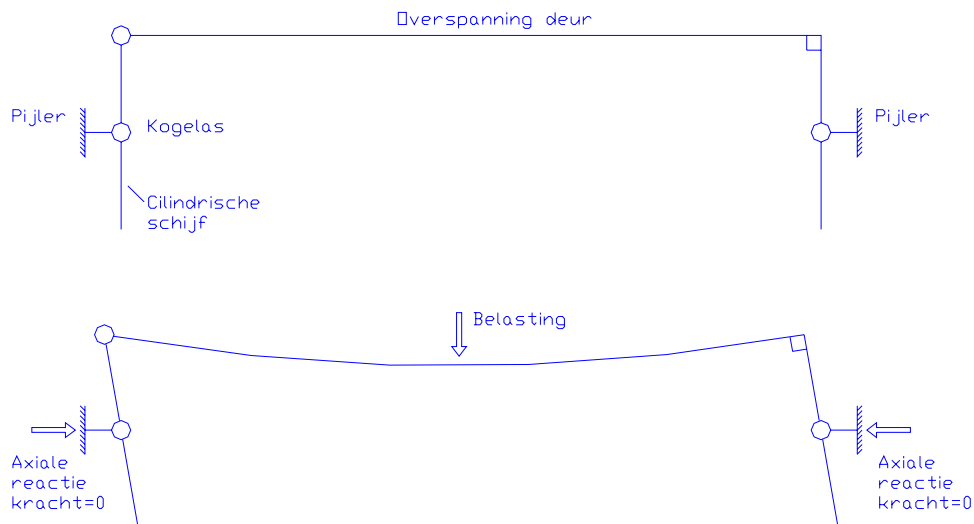 Overspanning deur
Pijler
Kogelas
Pijler
Cilindrische
schijf
Belasting
Axiale
reactie
kracht=0
Axiale
reactie
kracht=0